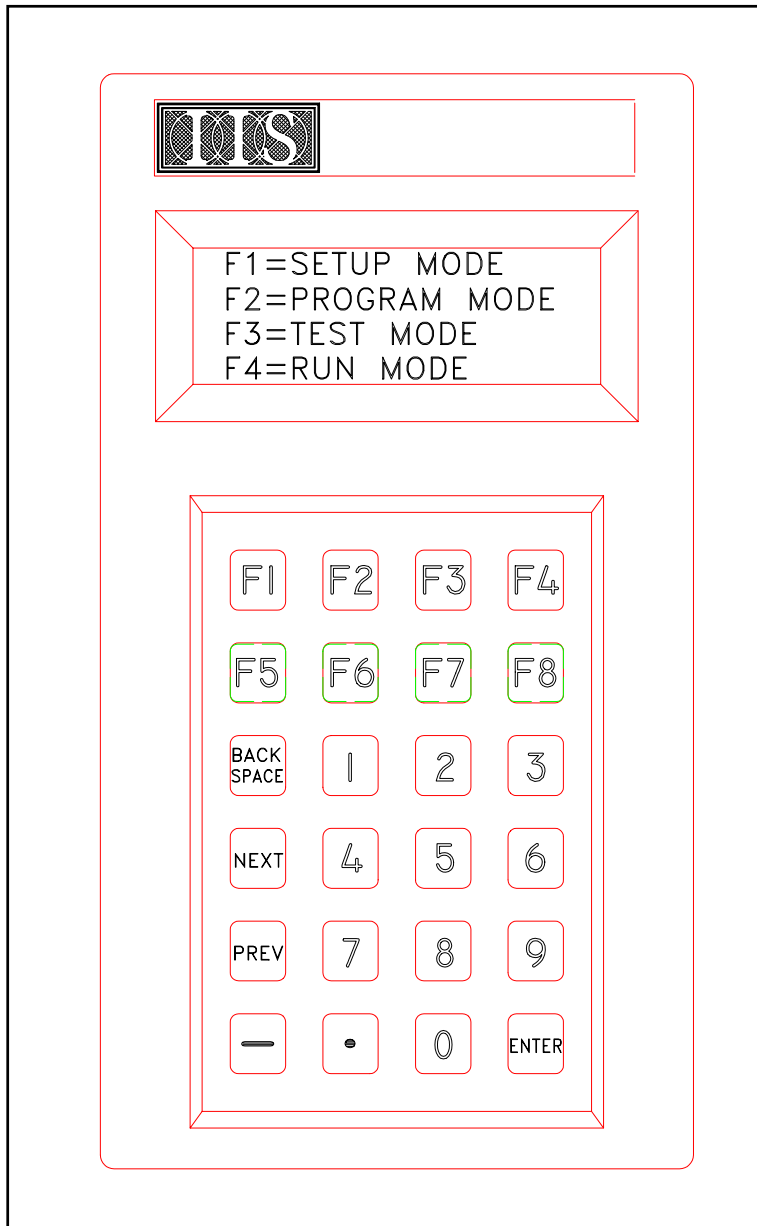 IIS
F1=SETUP MODE
F2=PROGRAM MODE
F3=TEST MODE
F4=RUN MODE
F1 F2 F3 F4
F5 F6 F7 F8
BACK SPACE 1 2 3
NEXT 4 5 6
PREV 7 8 9
— • 0 ENTER